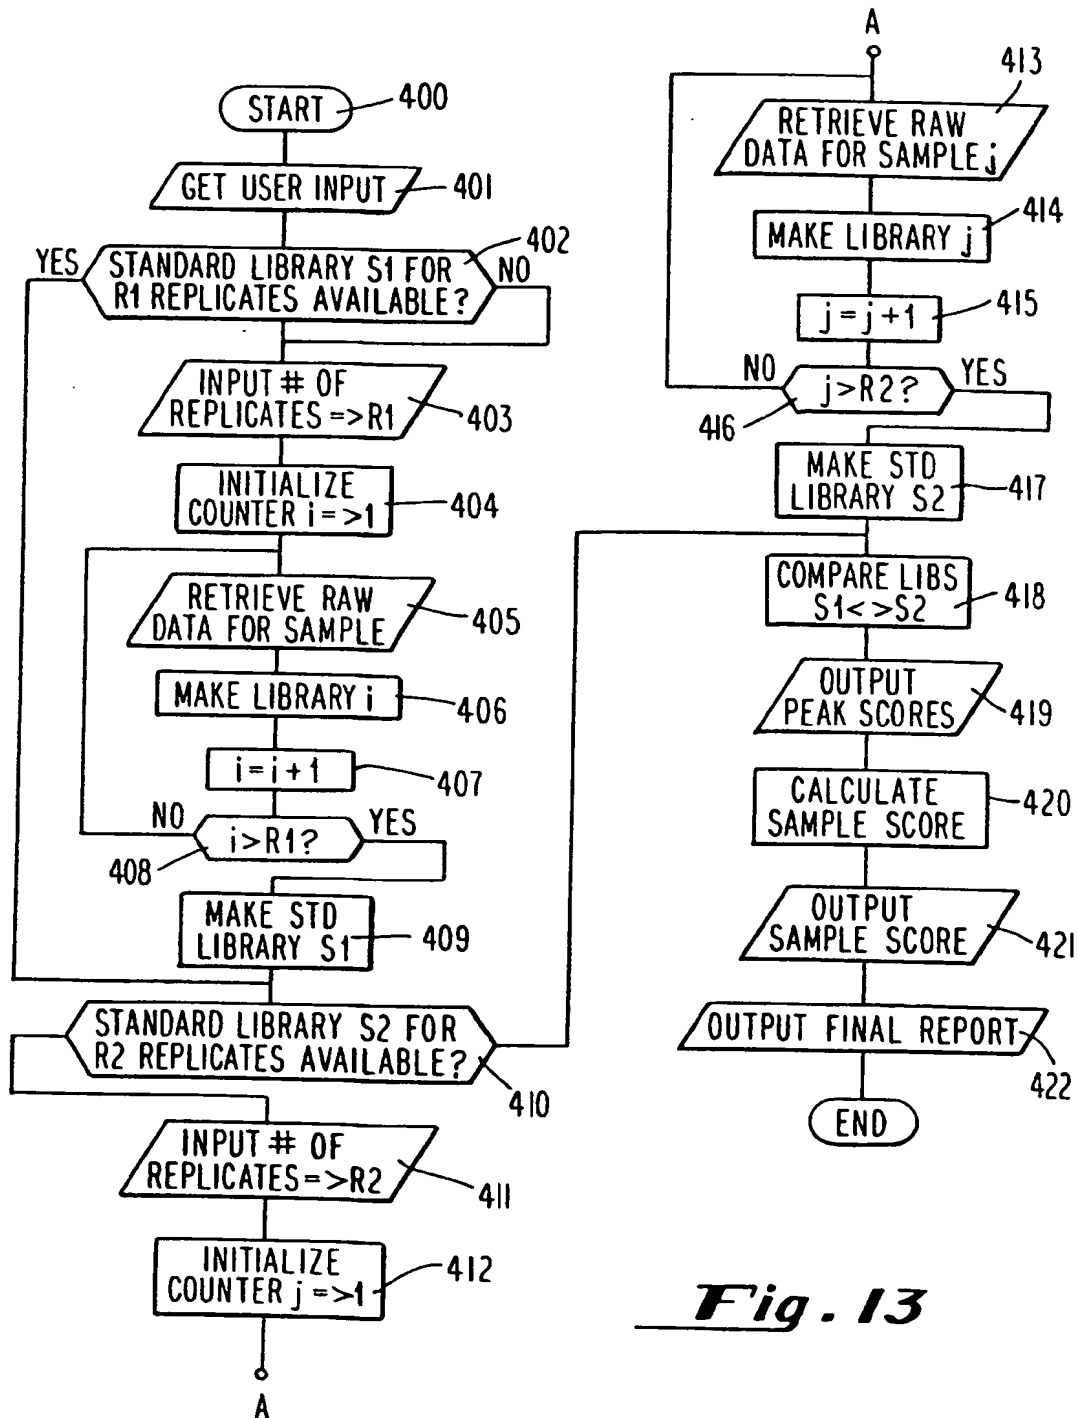 START
400
GET USER INPUT
401
402
YES
STANDARD LIBRARY S1 FOR
R1 REPLICATES AVAILABLE?
NO
INPUT # OF
REPLICATES =>R1
403
INITIALIZE
COUNTER i =>1
404
RETRIEVE RAW
DATA FOR SAMPLE
405
MAKE LIBRARY i
406
i=i+1
407
NO
i>R1?
YES
408
MAKE STD
LIBRARY S1
409
STANDARD LIBRARY S2 FOR
R2 REPLICATES AVAILABLE?
410
INPUT # OF
REPLICATES=>R2
411
INITIALIZE
COUNTER j =>1
412
A
A
413
RETRIEVE RAW
DATA FOR SAMPLE j
414
MAKE LIBRARY j
415
j=j+1
NO
j>R2?
YES
416
MAKE STD
LIBRARY S2
417
COMPARE LIBS
S1<>S2
418
OUTPUT
PEAK SCORES
419
CALCULATE
SAMPLE SCORE
420
OUTPUT
SAMPLE SCORE
421
OUTPUT FINAL REPORT
422
END
Fig. 13